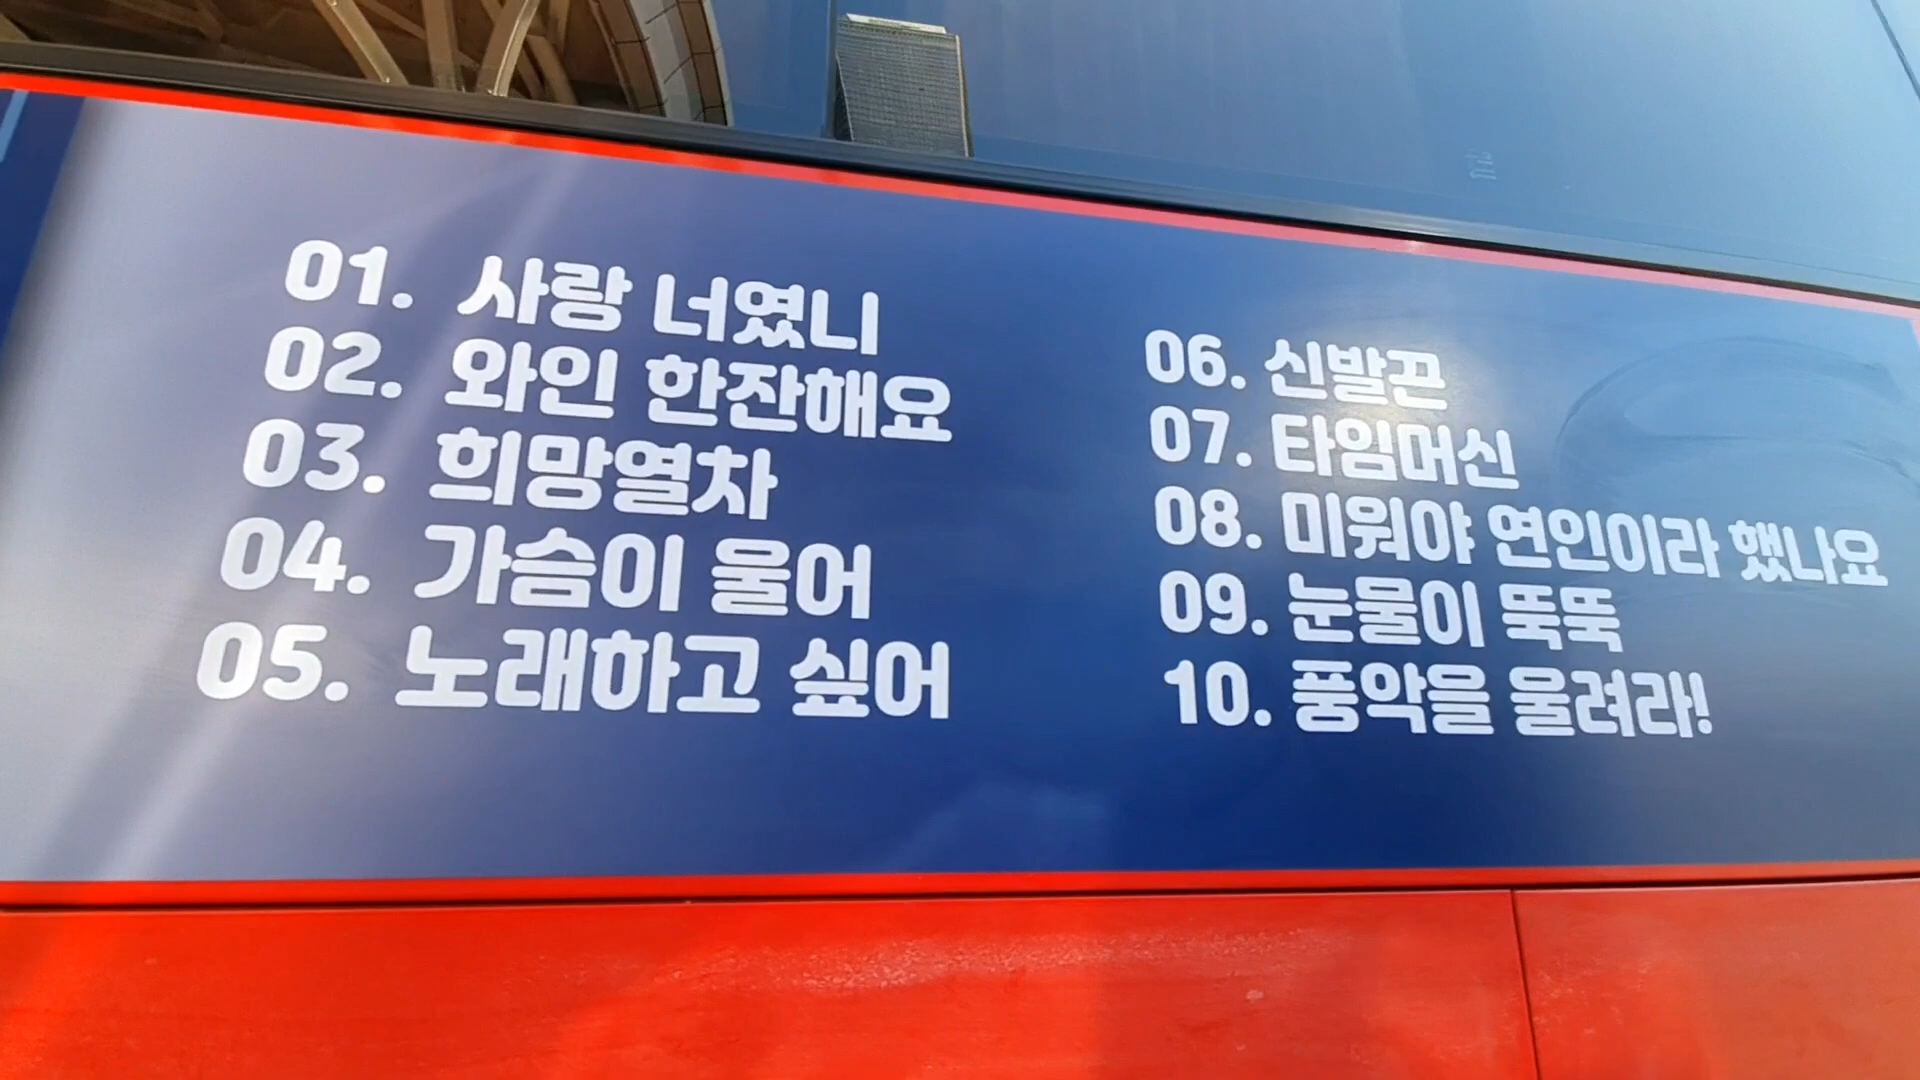 01. 사랑 너였니
02. 와인 한잔해요
03. 희망열차
04. 가슴이 울어
05. 노래하고 싶어
06. 신발끈
07. 타임머신
08. 미워야 연인이라 했나요
09. 눈물이 뚝뚝
10. 풍악을 울려라!